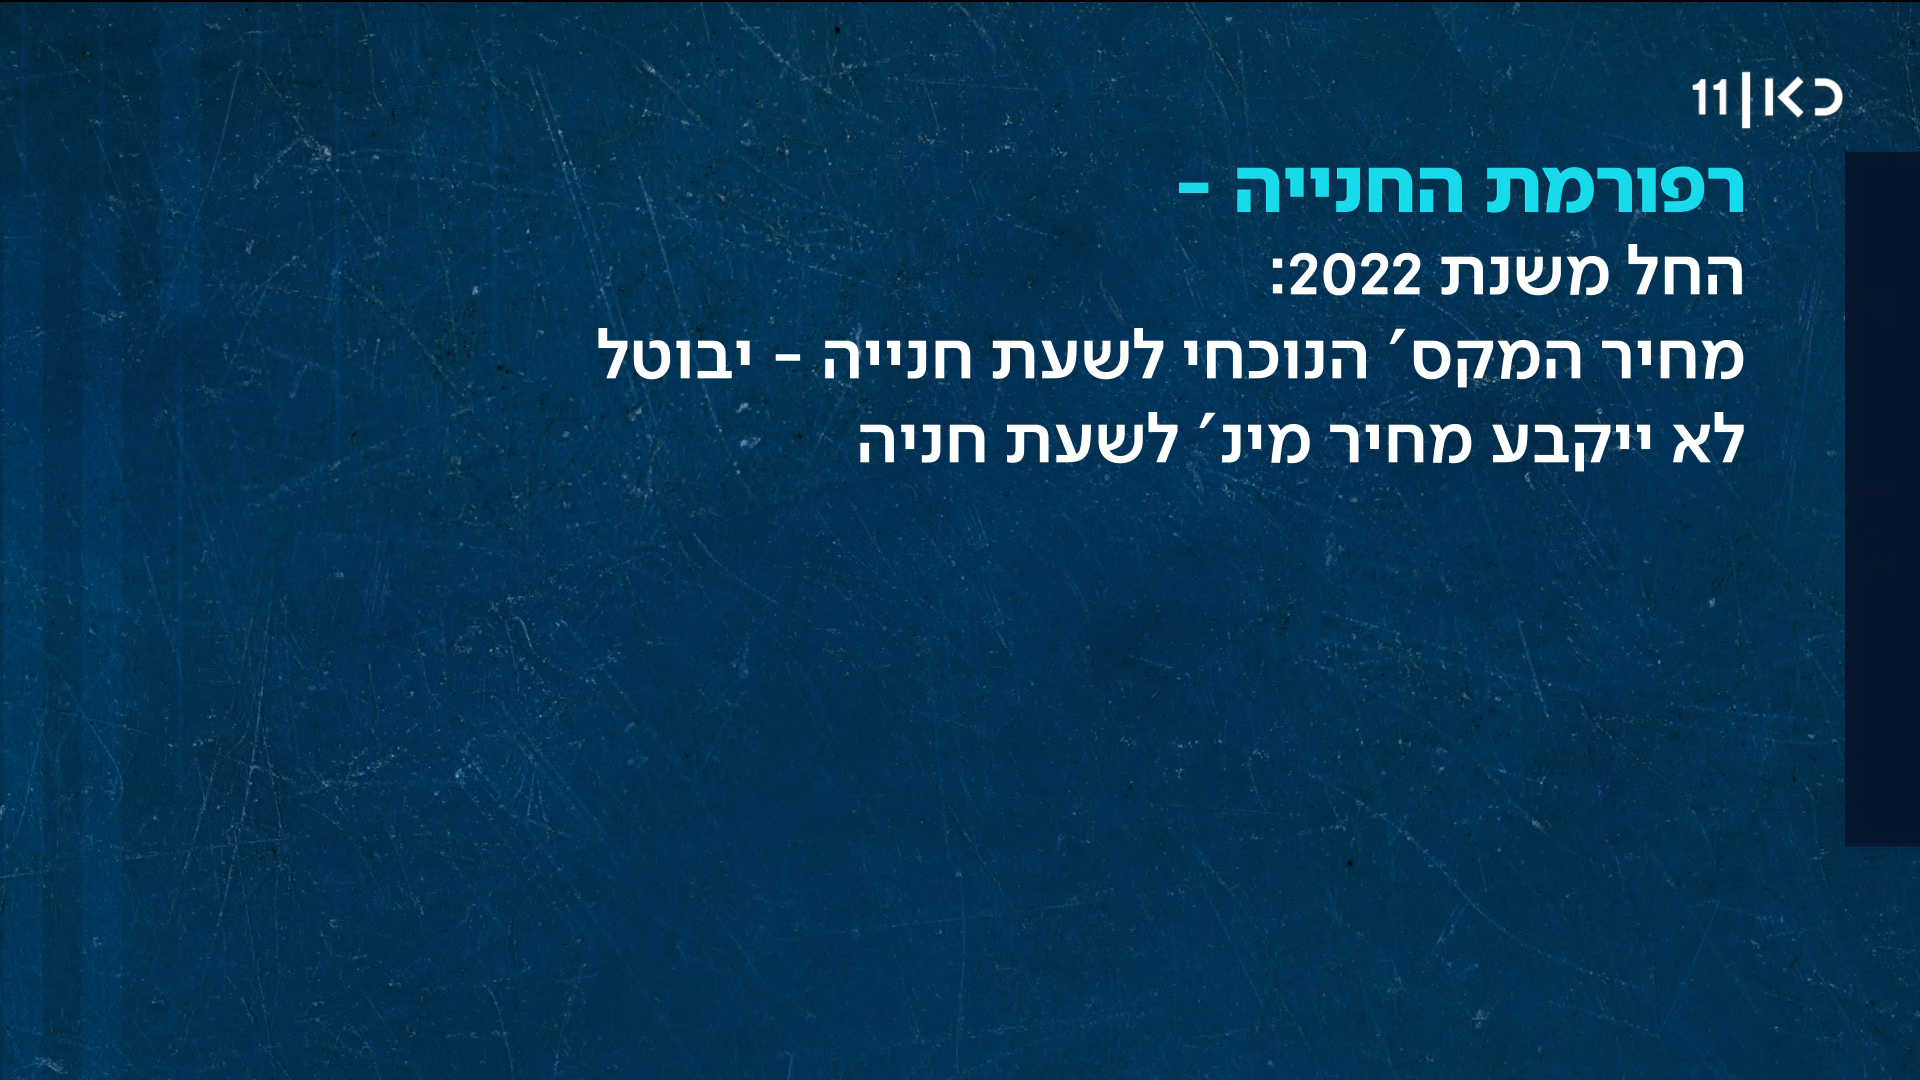 כאן|11
רפורמת החנייה -
החל משנת 2022:
מחיר המקס׳ הנוכחי לשעת חנייה - יבוטל
לא ייקבע מחיר מינ׳ לשעת חניה